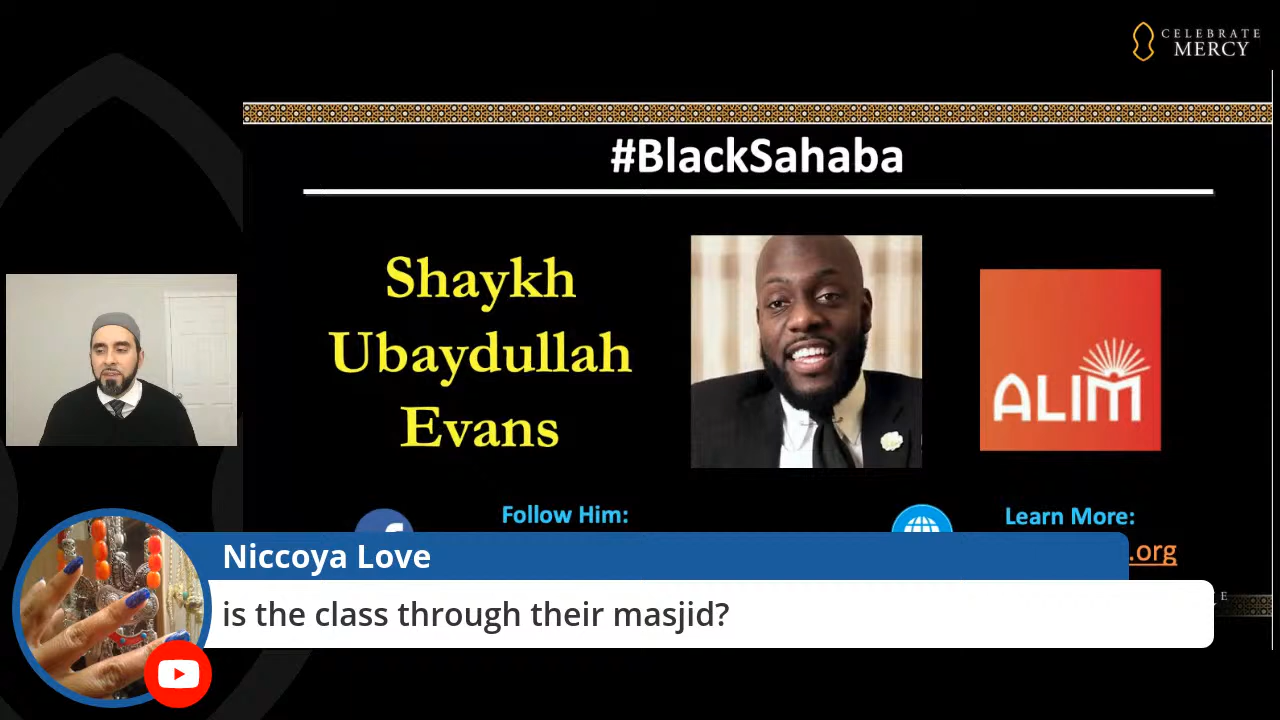 CELEBRATE
MERCY
#BlackSahaba
Shaykh
Ubaydullah
Evans
ALIM
Follow Him:
Learn More:
.org
Niccoya Love
is the class through their masjid?